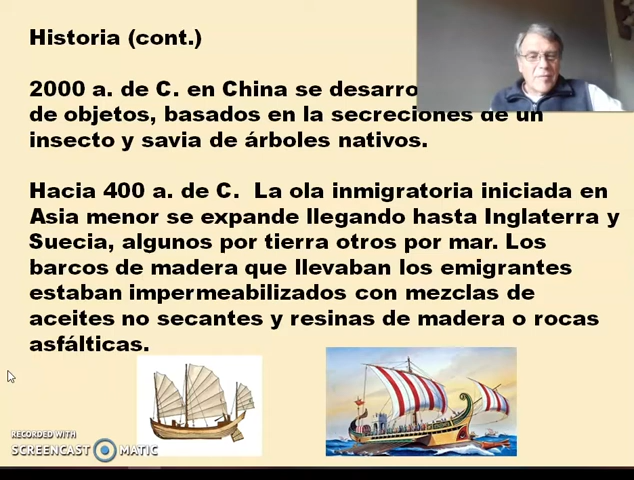 Historia (cont.)
2000 a. de C. en China se
de objetos, basados en la secreciones de un
insecto y savia de árboles nativos.
Hacia 400 a. de C. La ola inmigratoria iniciada en
Asia menor se expande llegando hasta Inglaterra y
Suecia, algunos por tierra otros por mar. Los
barcos de madera que llevaban los emigrantes
estaban impermeabilizados con mezclas de
aceites no secantes y resinas de madera o rocas
asfálticas.
RECORDED WITH
SCREENCAST MATIC